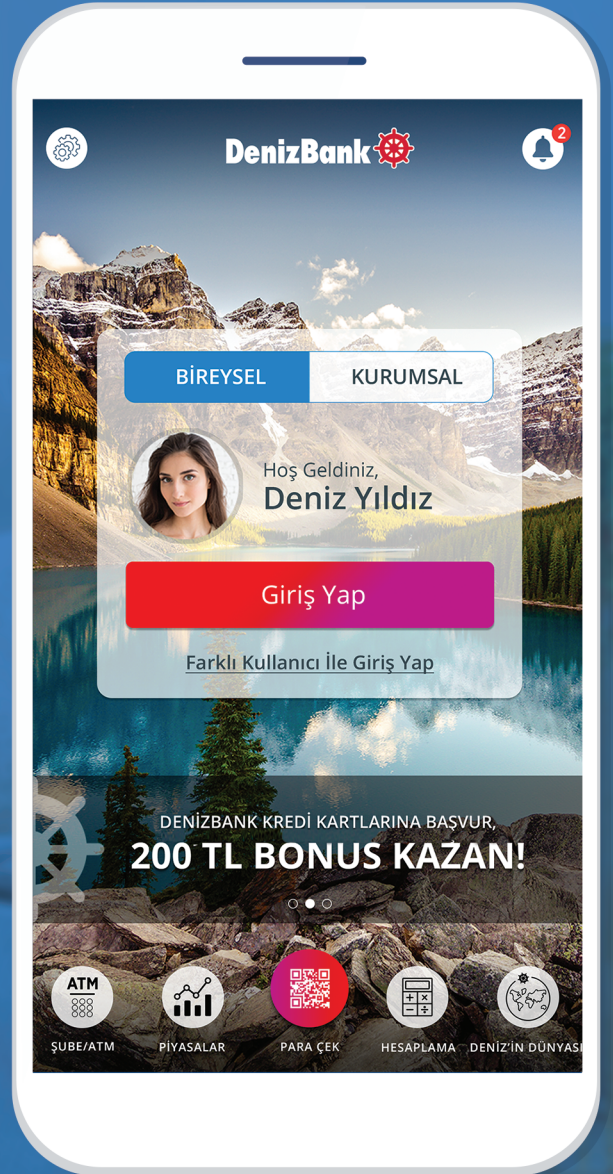 DenizBank
2
BİREYSEL
KURUMSAL
Hoş Geldiniz,
Deniz Yıldız
Giriş Yap
Farklı Kullanıcı İle Giriş Yap
DENİZBANK KREDİ KARTLARINA BAŞVUR,
200 TL BONUS KAZAN!
ATM
ŞUBE/ATM
PİYASALAR
PARA ÇEK
HESAPLAMA
DENİZ'İN DÜNYASI